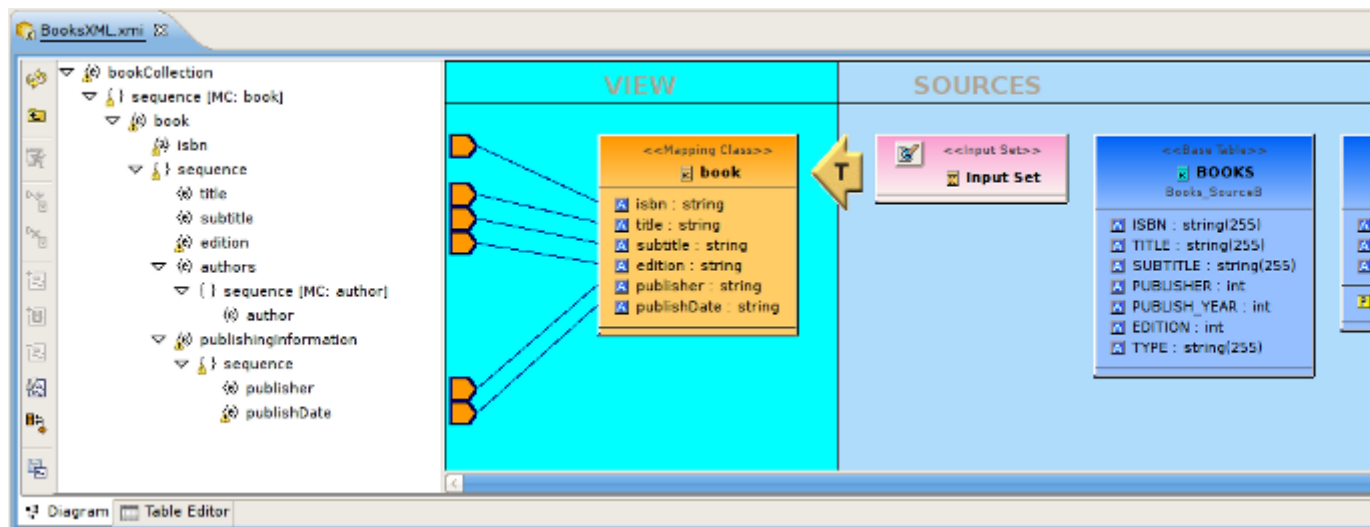 BooksXML.xmi
bookCollection
sequence [MC: book]
book
isbn
sequence
title
subtitle
edition
authors
sequence [MC: author]
author
publishingInformation
sequence
publisher
publishDate
VIEW
<<Mapping Class>>
book
isbn : string
title : string
subtitle : string
edition : string
publisher : string
publishDate : string
T
SOURCES
<<Input Set>>
Input Set
<<Base Table>>
BOOKS
Books_SourceB
ISBN : string(255)
TITLE : string(255)
SUBTITLE : string(255)
PUBLISHER : int
PUBLISH_YEAR : int
EDITION : int
TYPE : string(255)
Diagram Table Editor